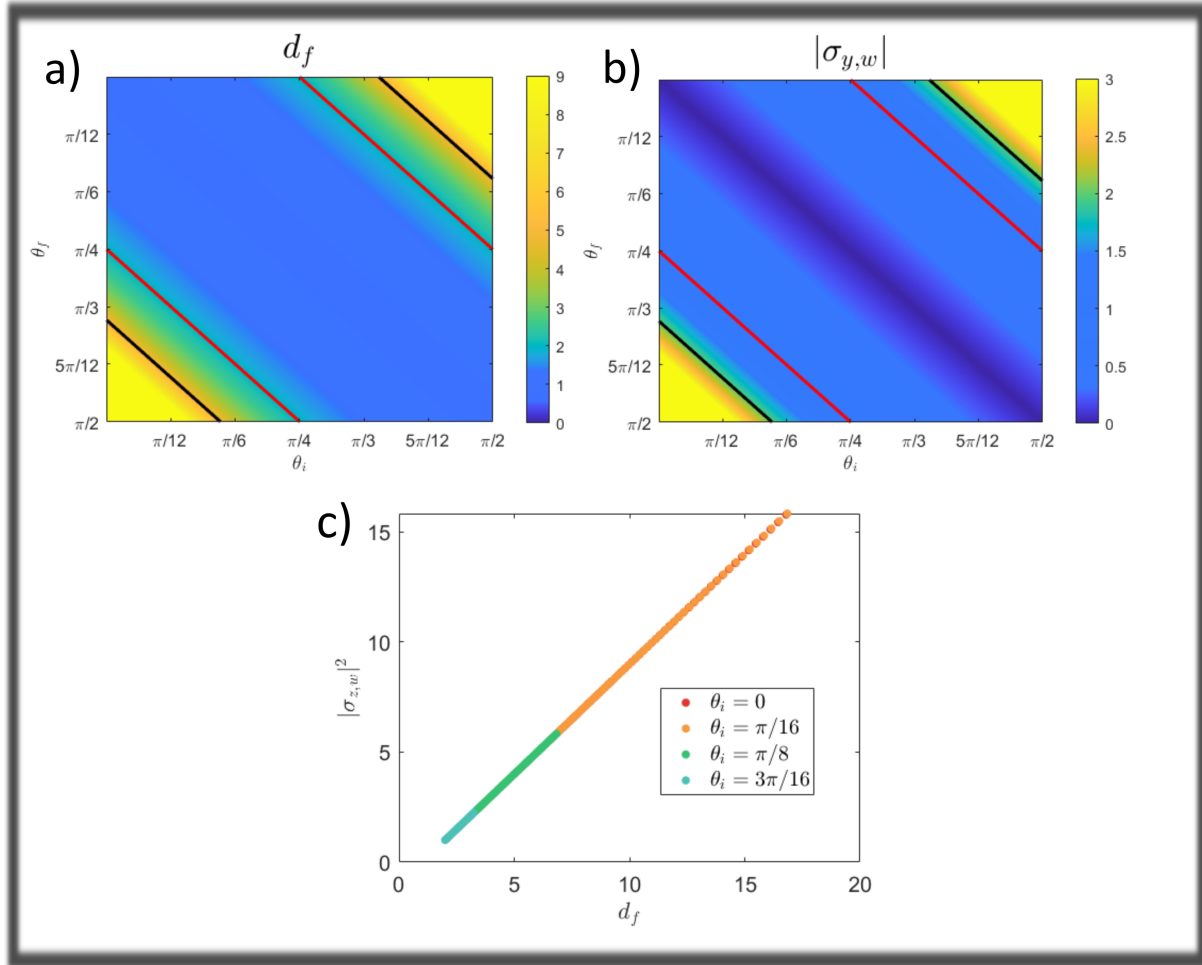 a)
d_f
9
8
7
6
5
4
3
2
1
0
π/12
π/6
π/4
π/3
5π/12
π/2
θ_f
π/12 π/6 π/4 π/3 5π/12 π/2
θ_i
b)
|σ_{y,w}|
3
2.5
2
1.5
1
0.5
0
π/12
π/6
π/4
π/3
5π/12
π/2
θ_f
π/12 π/6 π/4 π/3 5π/12 π/2
θ_i
c)
15
10
5
0
|σ_{z,w}|^2
0 5 10 15 20
d_f
θ_i = 0
θ_i = π/16
θ_i = π/8
θ_i = 3π/16